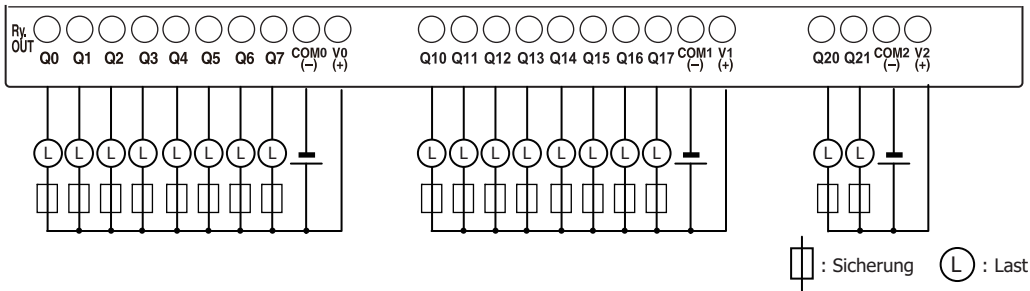 Ry.
OUT
Q0 Q1 Q2 Q3 Q4 Q5 Q6 Q7 COM0 (–) V0 (+)
Q10 Q11 Q12 Q13 Q14 Q15 Q16 Q17 COM1 (–) V1 (+)
Q20 Q21 COM2 (–) V2 (+)
L L L L L L L L
L L L L L L L L
L L
: Sicherung
L : Last